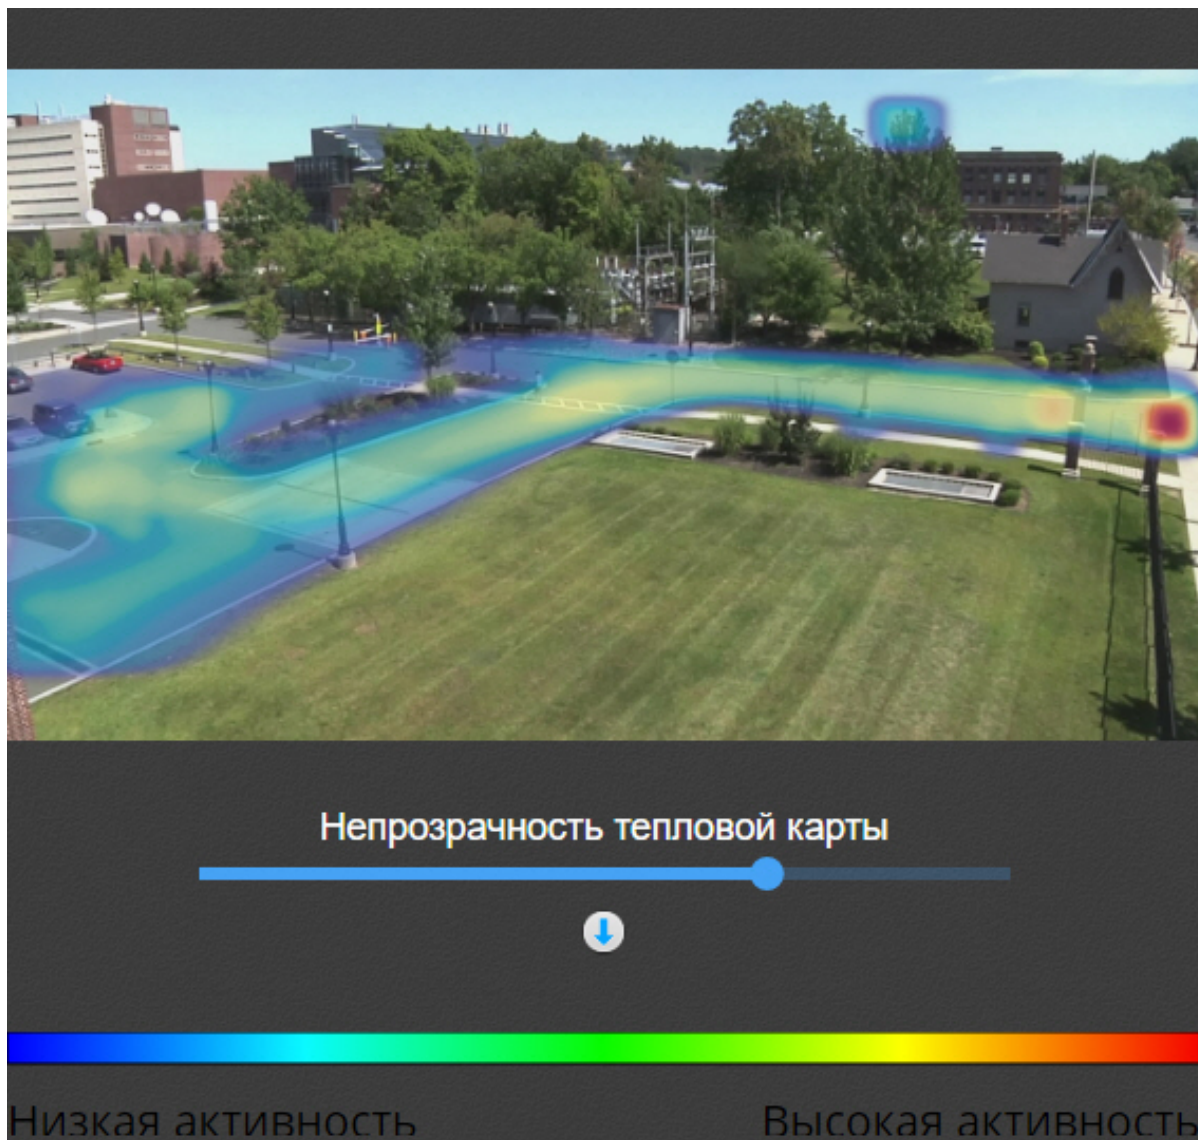 Непрозрачность тепловой карты
Низкая активность
Высокая активность